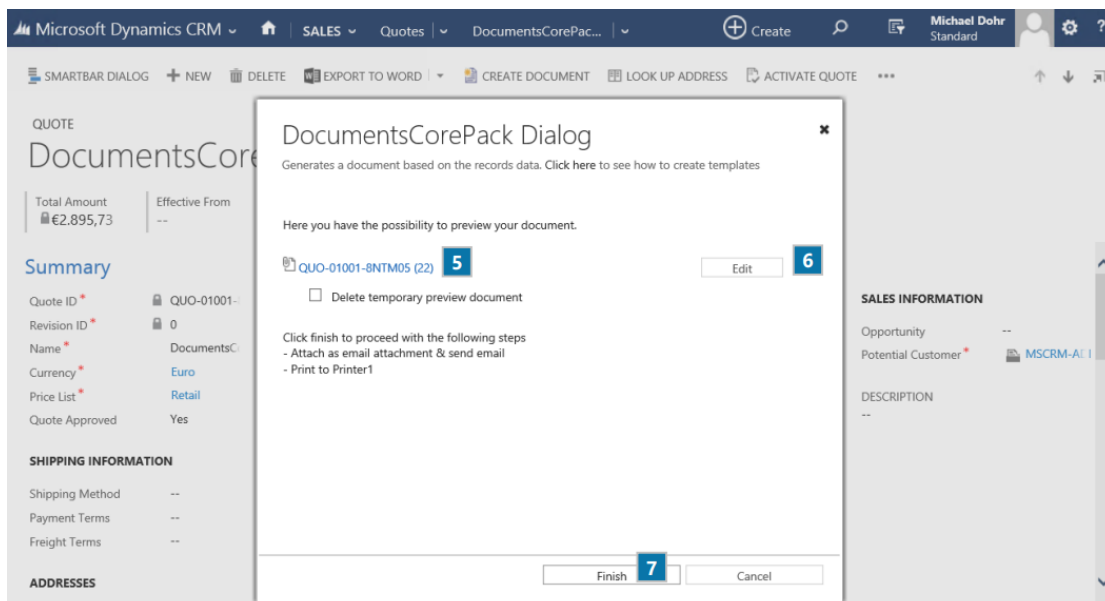 Microsoft Dynamics CRM SALES Quotes DocumentsCorePac... Create Michael Dohr
Standard ?
SMARTBAR DIALOG NEW DELETE EXPORT TO WORD CREATE DOCUMENT LOOK UP ADDRESS ACTIVATE QUOTE •••
QUOTE
DocumentsCore
Total Amount Effective From
€2.895,73 --
Summary
Quote ID* QUO-01001-
Revision ID* 0
Name* DocumentsC
Currency* Euro
Price List* Retail
Quote Approved Yes
SHIPPING INFORMATION
Shipping Method --
Payment Terms --
Freight Terms --
ADDRESSES
DocumentsCorePack Dialog
Generates a document based on the records data. Click here to see how to create templates
Here you have the possibility to preview your document.
QUO-01001-8NTM05 (22) 5 Edit 6
Delete temporary preview document
Click finish to proceed with the following steps
- Attach as email attachment & send email
- Print to Printer1
Finish 7 Cancel
SALES INFORMATION
Opportunity --
Potential Customer* MSCRM-AD
DESCRIPTION
--